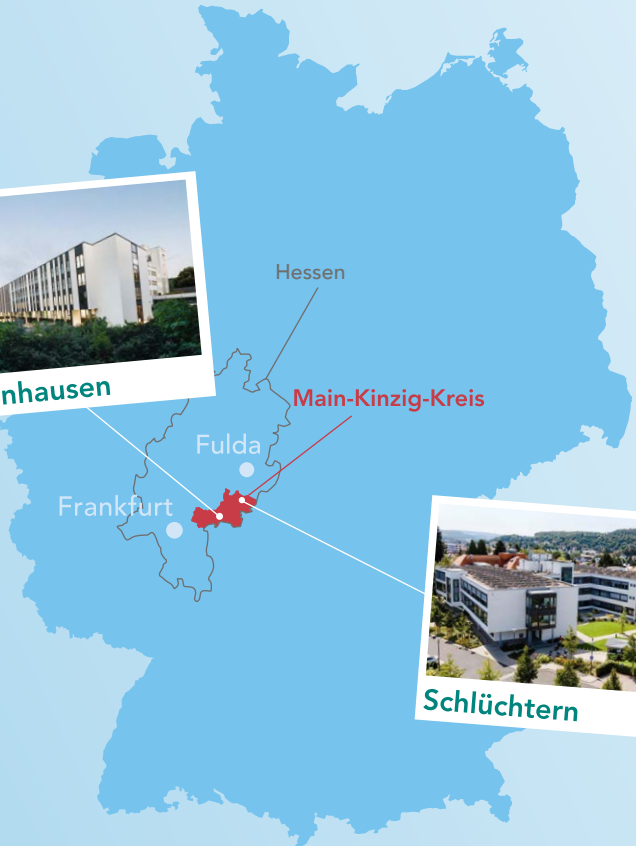 Hessen
nhausen
Main-Kinzig-Kreis
Fulda
Frankfurt
Schlüchtern